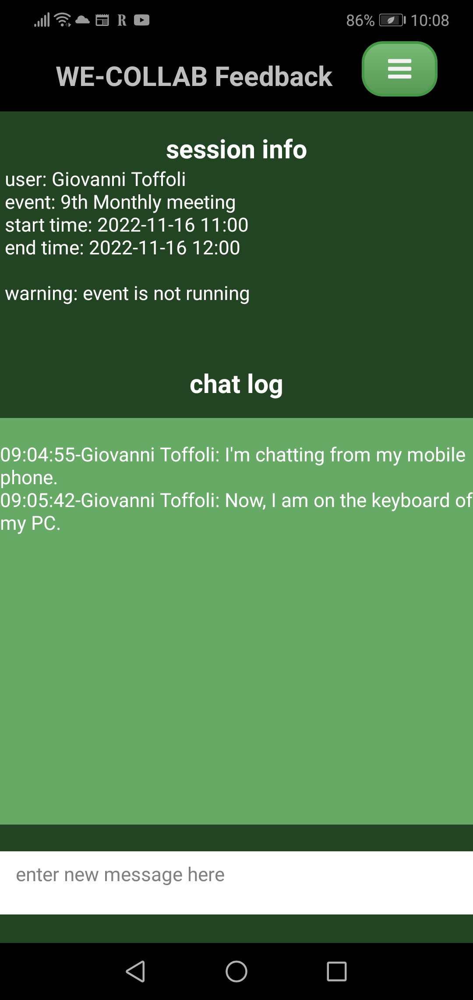 R
86% 10:08
WE-COLLAB Feedback
session info
user: Giovanni Toffoli
event: 9th Monthly meeting
start time: 2022-11-16 11:00
end time: 2022-11-16 12:00
warning: event is not running
chat log
09:04:55-Giovanni Toffoli: I'm chatting from my mobile
phone.
09:05:42-Giovanni Toffoli: Now, I am on the keyboard of
my PC.
enter new message here